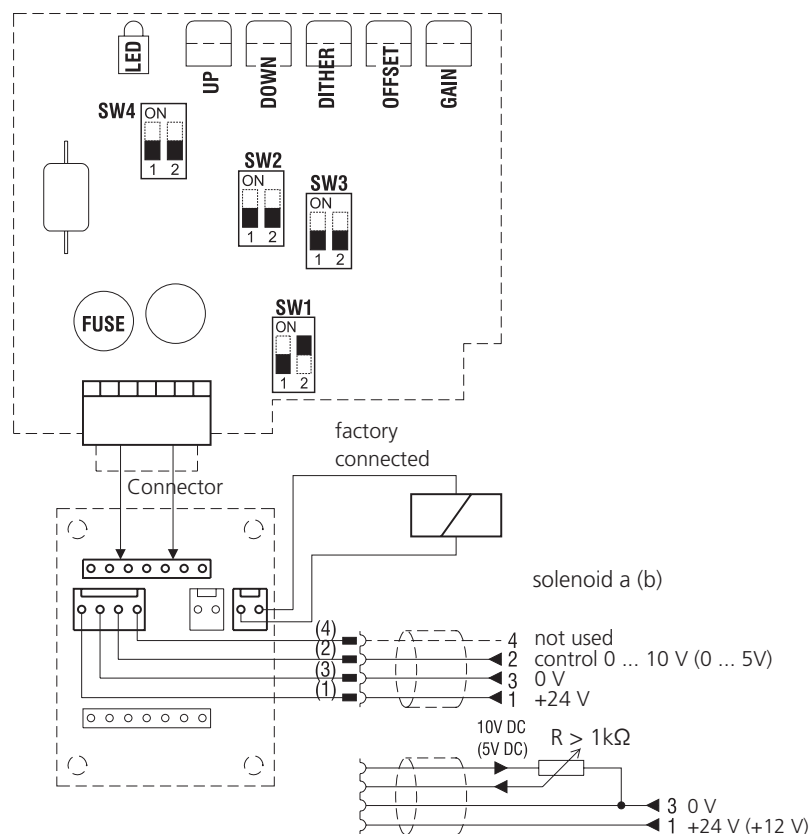 LED
UP
DOWN
DITHER
OFFSET
GAIN
SW4
ON
1 2
SW2
ON
1 2
SW3
ON
1 2
FUSE
SW1
ON
1 2
factory
connected
Connector
solenoid a (b)
(4)
4 not used
(2)
2 control 0 ... 10 V (0 ... 5V)
(3)
3 0 V
(1)
1 +24 V
10V DC
(5V DC)
R > 1kΩ
3 0 V
1 +24 V (+12 V)